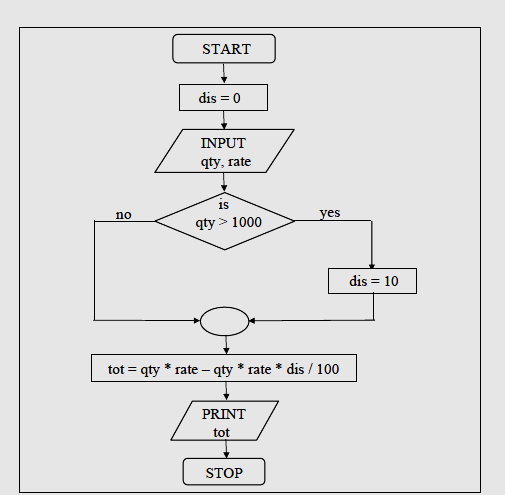 START
dis = 0
INPUT
qty, rate
is
qty > 1000
no
yes
dis = 10
tot = qty * rate – qty * rate * dis / 100
PRINT
tot
STOP